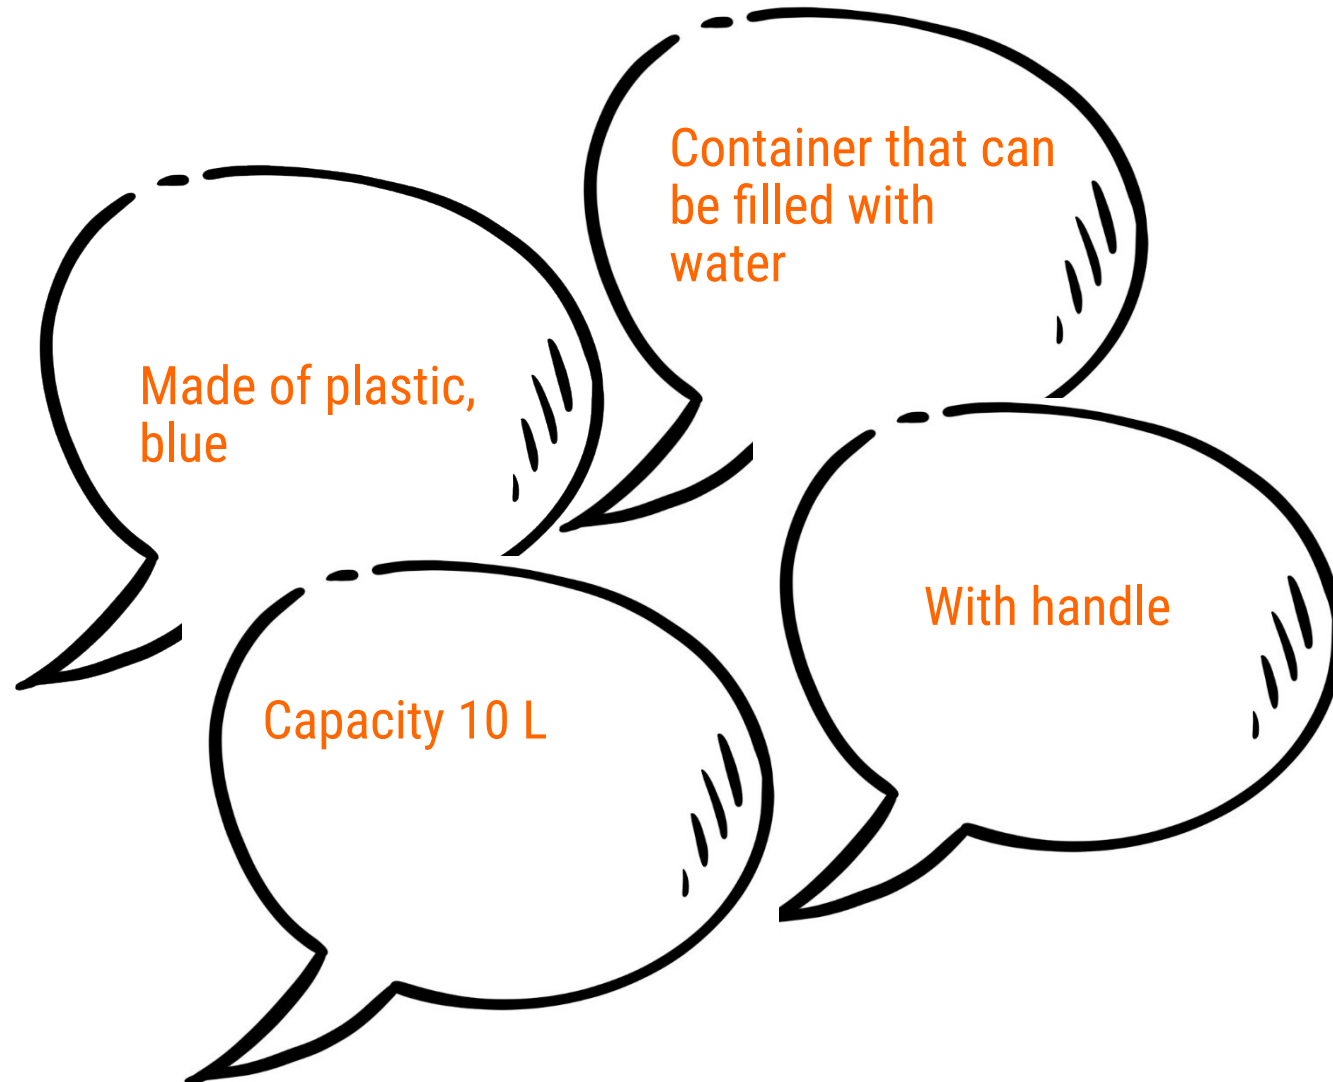 Container that can
be filled with
water
Made of plastic,
blue
With handle
Capacity 10 L